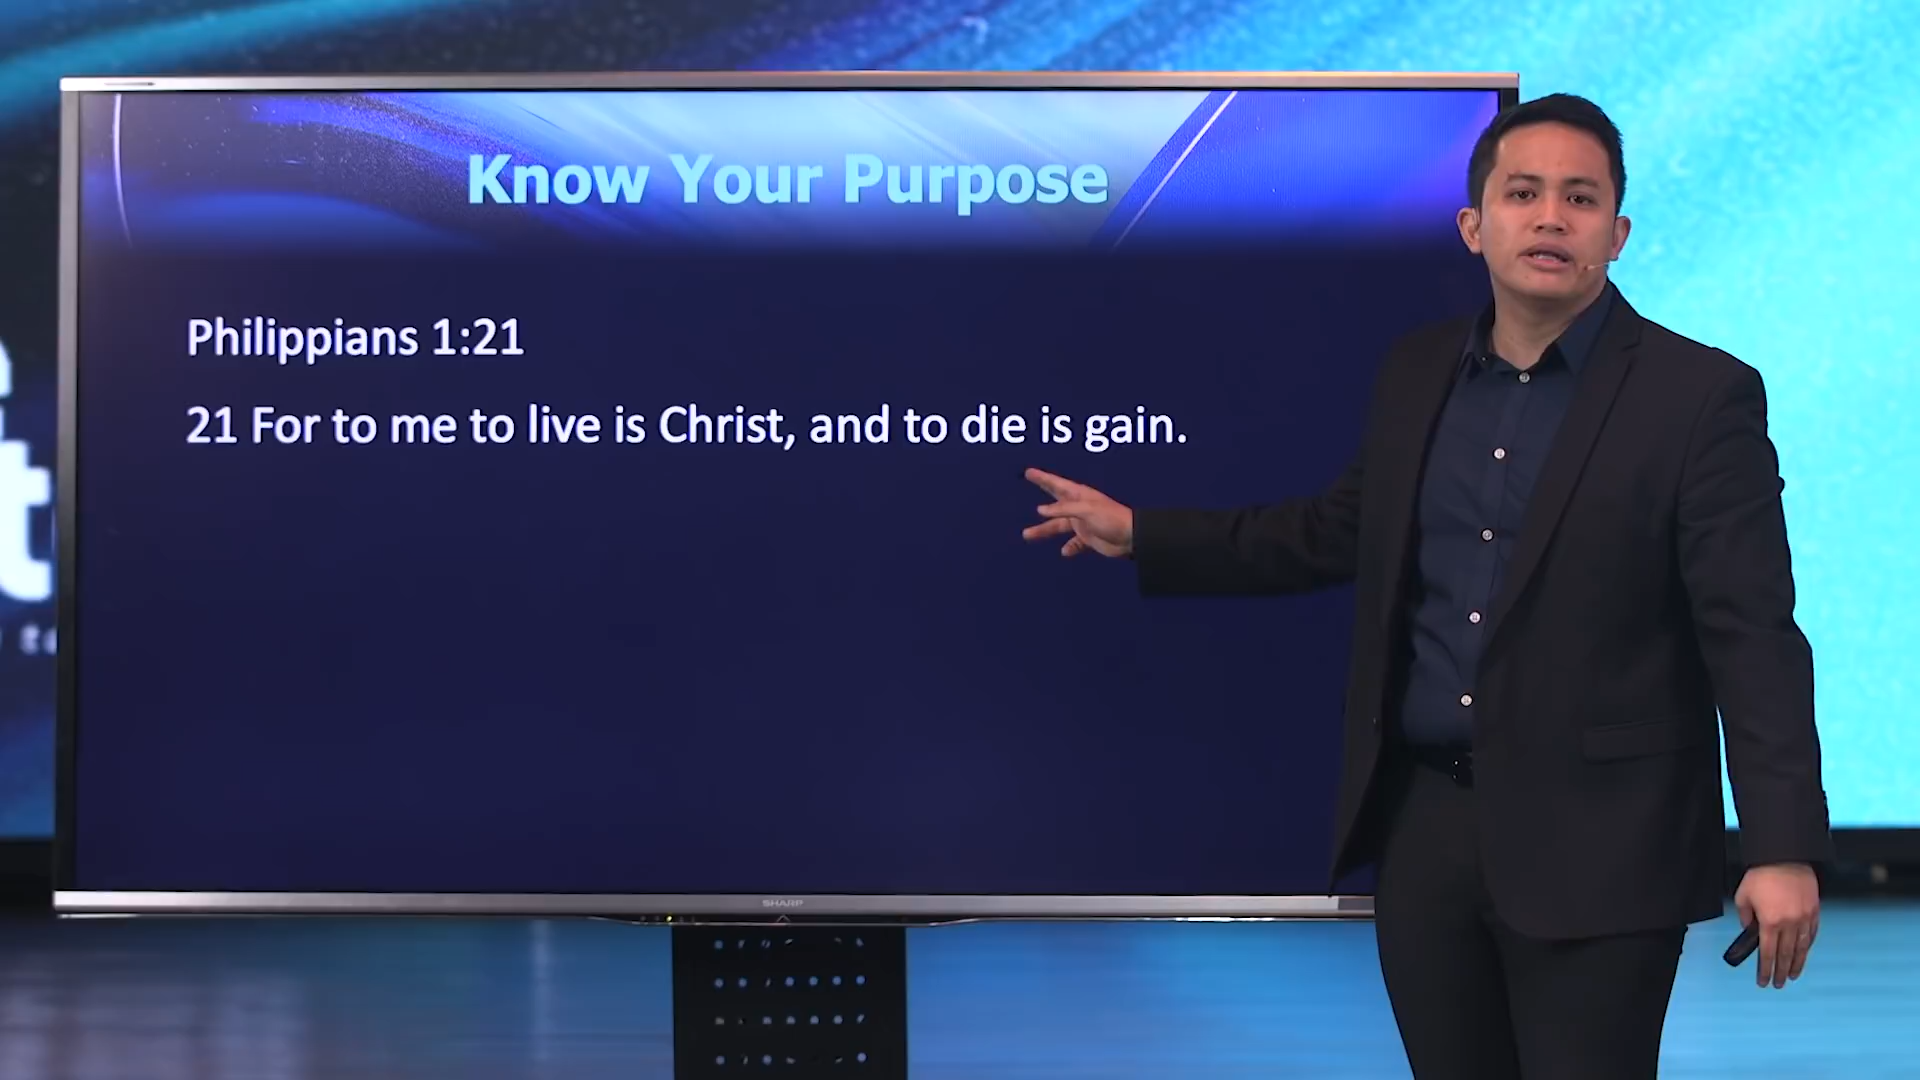 Know Your Purpose
Philippians 1:21
21 For to me to live is Christ, and to die is gain.
SHARP